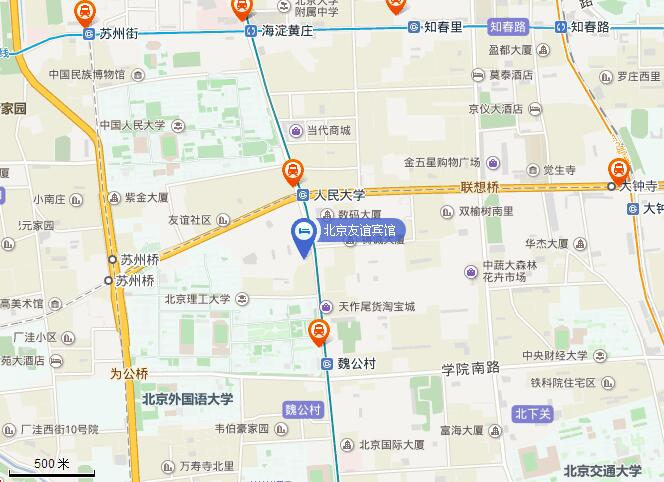 附属中学
苏州街
海淀黄庄
知春里
知春路
知春路
盈都大厦
中国民族博物馆
莫泰酒店
罗庄西里
京仪大酒店
家园
中国人民大学
当代商城
金五星购物广场
觉生寺
联想桥
大钟寺
小南庄
紫金大厦
人民大学
友谊社区
数码大厦
双榆树南里
大钟
元家园
北京友谊宾馆
华杰大厦
苏州桥
苏州桥
中蔬大森林
花卉市场
高美术馆
北京理工大学
天作尾货淘宝城
厂洼小区
苑大酒店
魏公村
中央财经大学
为公桥
学院南路
铁科院住宅区
北京外国语大学
魏公村
北下关
厂洼西街10号院
韦伯豪家园
富海大厦
北京国际大厦
500 米
万寿寺北里
北京交通大学